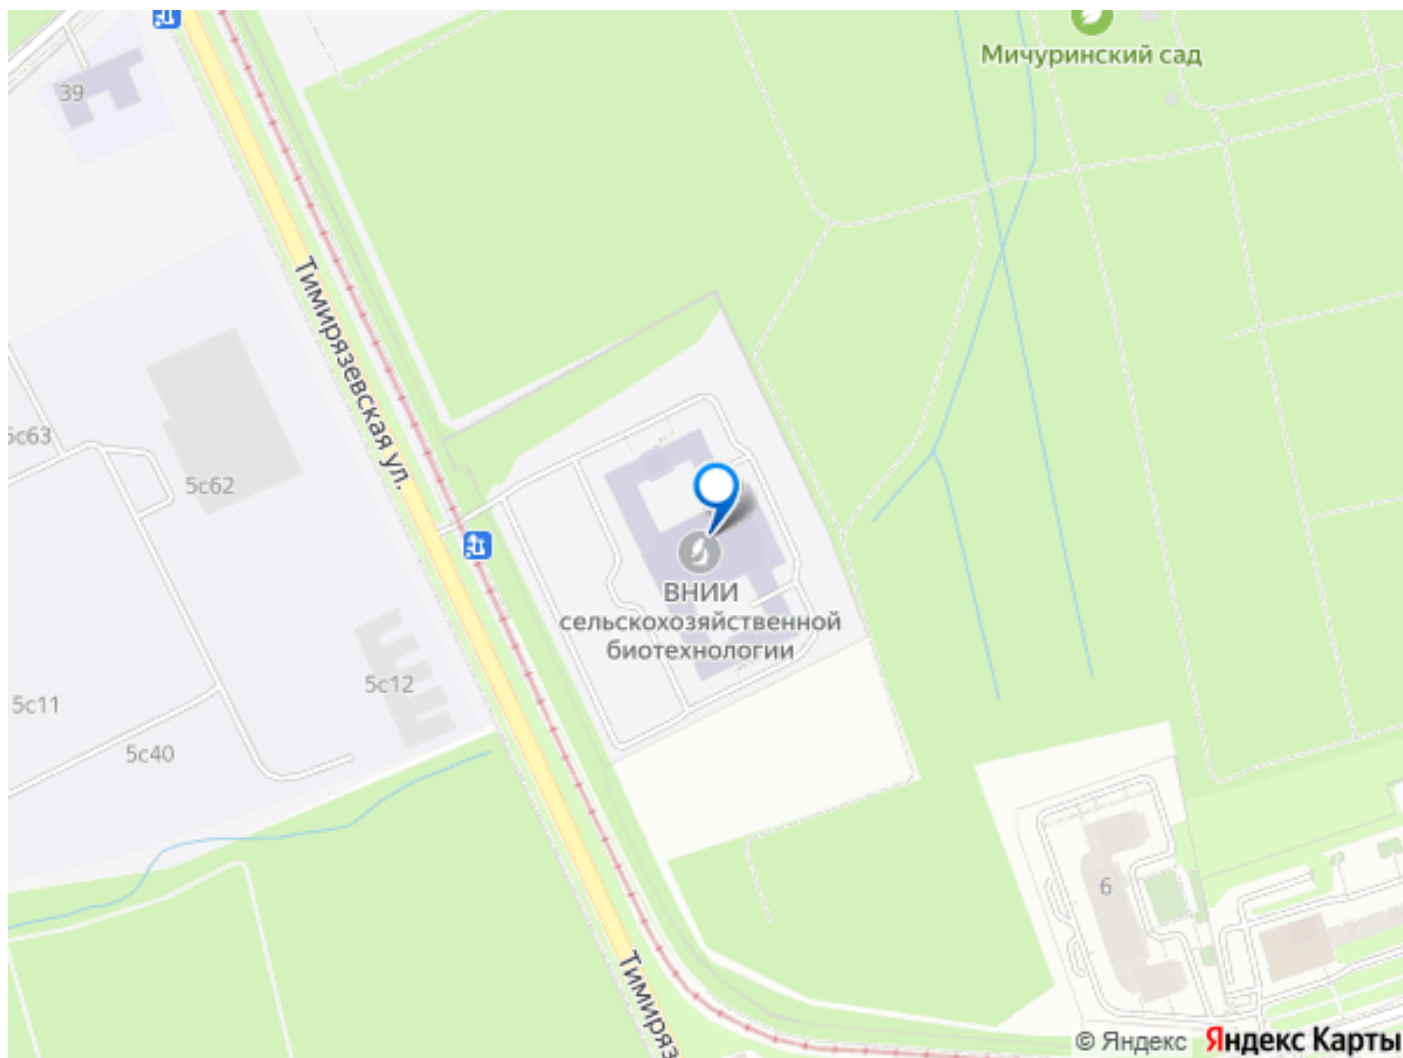 Мичуринский сад
39
Тимирязевская ул.
5с63
5с62
ВНИИ
сельскохозяйственной
биотехнологии
5с12
5с11
5с40
6
Тимиряз
© Яндекс Яндекс Карты